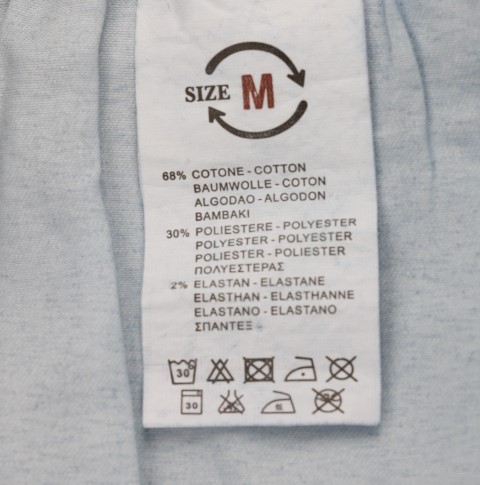 SIZE M
68% COTONE - COTTON
BAUMWOLLE - COTON
ALGODAO - ALGODON
BAMBAKI
30% POLIESTERE - POLYESTER
POLYESTER - POLYESTER
POLIESTER - POLIESTER
ΠΟΛΥΕΣΤΕΡΑΣ
2% ELASTAN - ELASTANE
ELASTHAN - ELASTHANNE
ELASTANO - ELASTANO
ΣΠΑΝΤΕΞ -
30
30